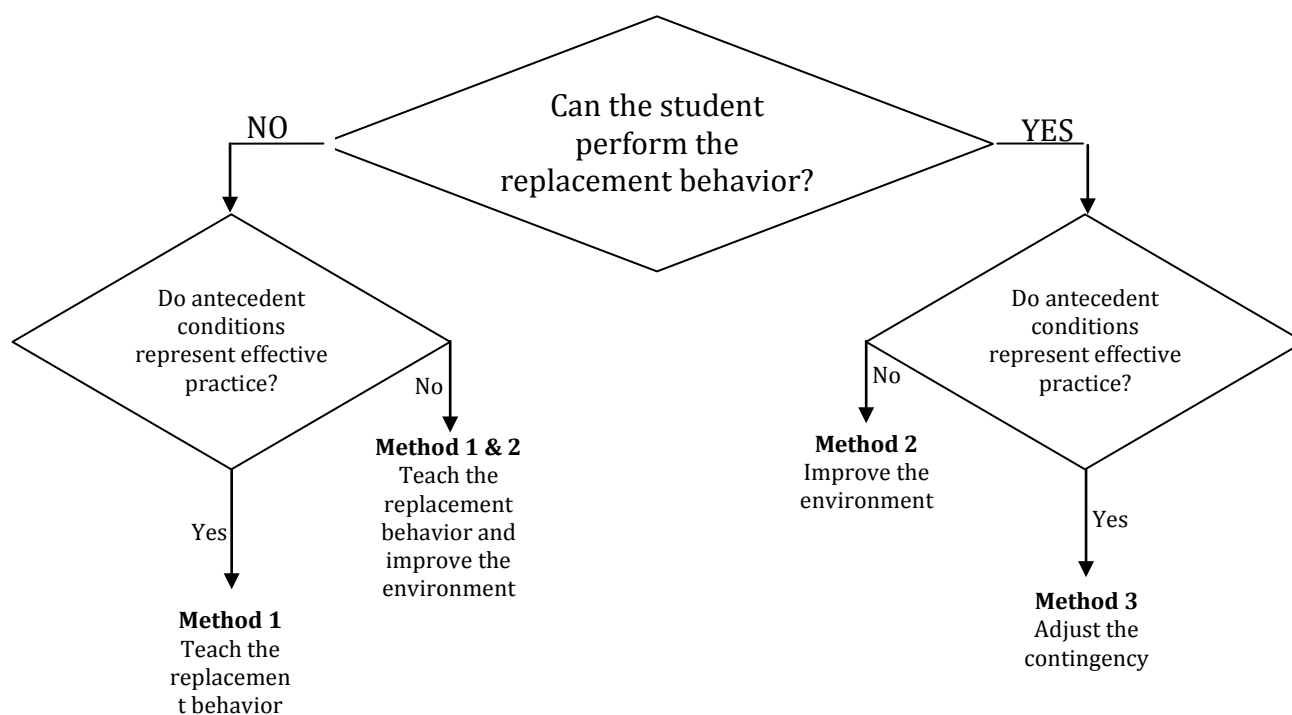 Can the student
perform the
replacement behavior?
NO
YES
Do antecedent
conditions
represent effective
practice?
No
Yes
Method 1 & 2
Teach the
replacement
behavior and
improve the
environment
Method 1
Teach the
replacemen
t behavior
Do antecedent
conditions
represent effective
practice?
No
Yes
Method 2
Improve the
environment
Method 3
Adjust the
contingency